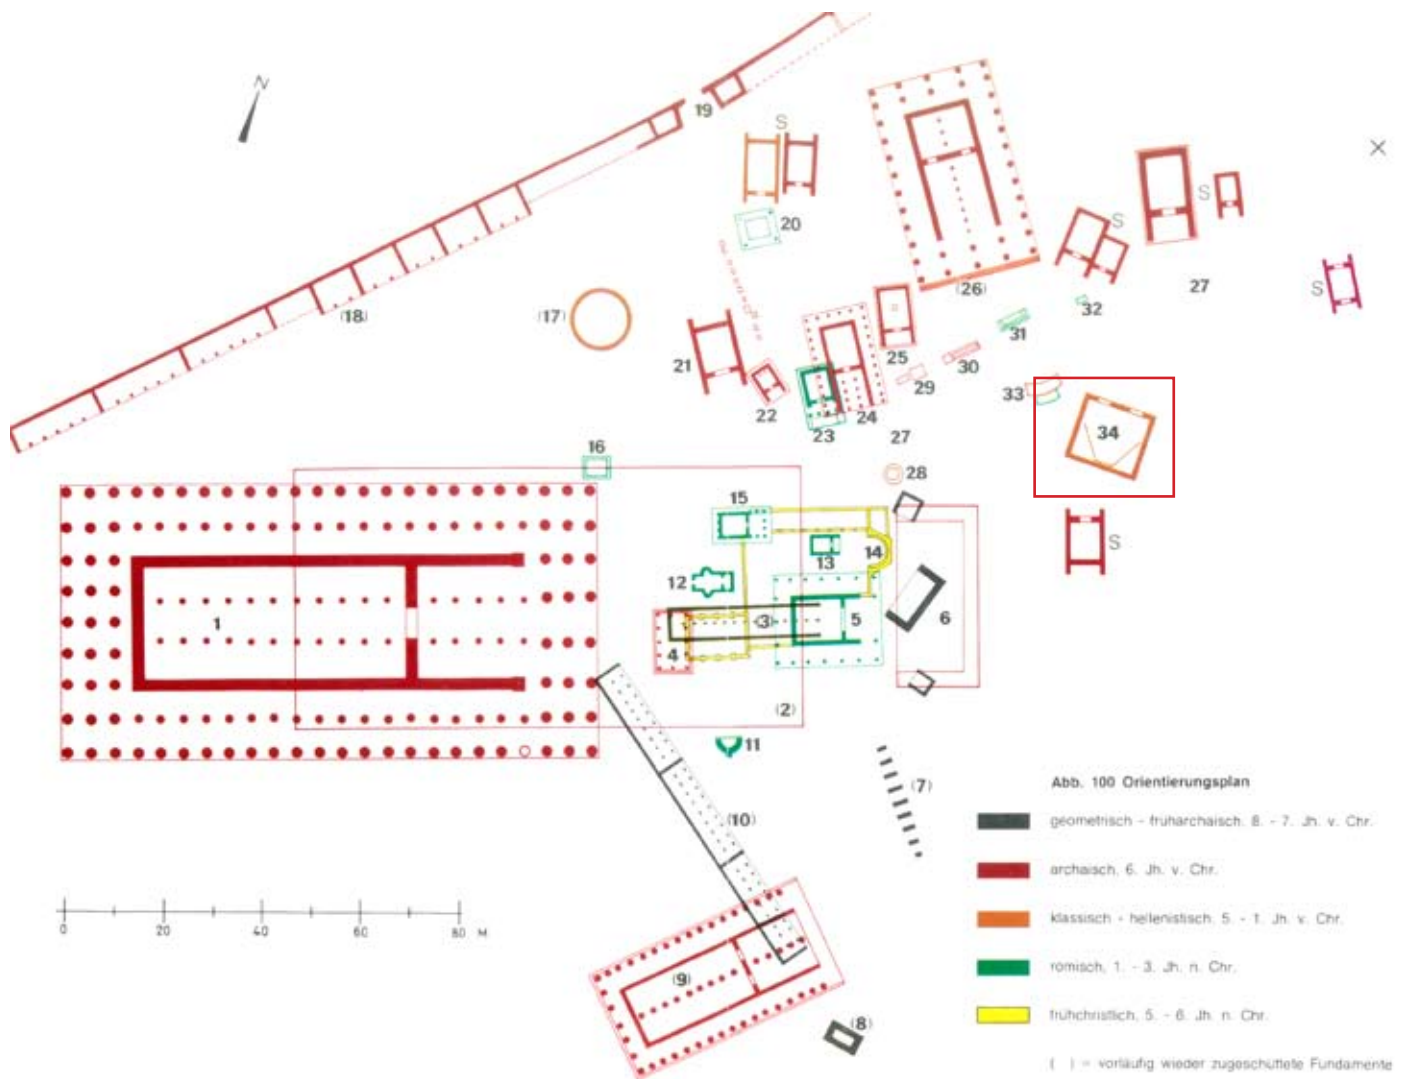 N
19
S
20
(18)
(17)
21
22
23
24
25
(26)
S
S
27
S
32
31
30
29
33
34
27
28
S
16
15
14
13
12
1
(3)
5
6
4
(2)
11
(7)
(10)
(9)
(8)
0 20 40 60 80 M
Abb. 100 Orientierungsplan
geometrisch - früharchaisch, 8. - 7. Jh. v. Chr.
archaisch, 6. Jh. v. Chr.
klassisch - hellenistisch, 5. - 1. Jh. v. Chr.
römisch, 1. - 3. Jh. n. Chr.
frühchristlich, 5. - 6. Jh. n. Chr.
( ) = vorläufig wieder zugeschüttete Fundamente